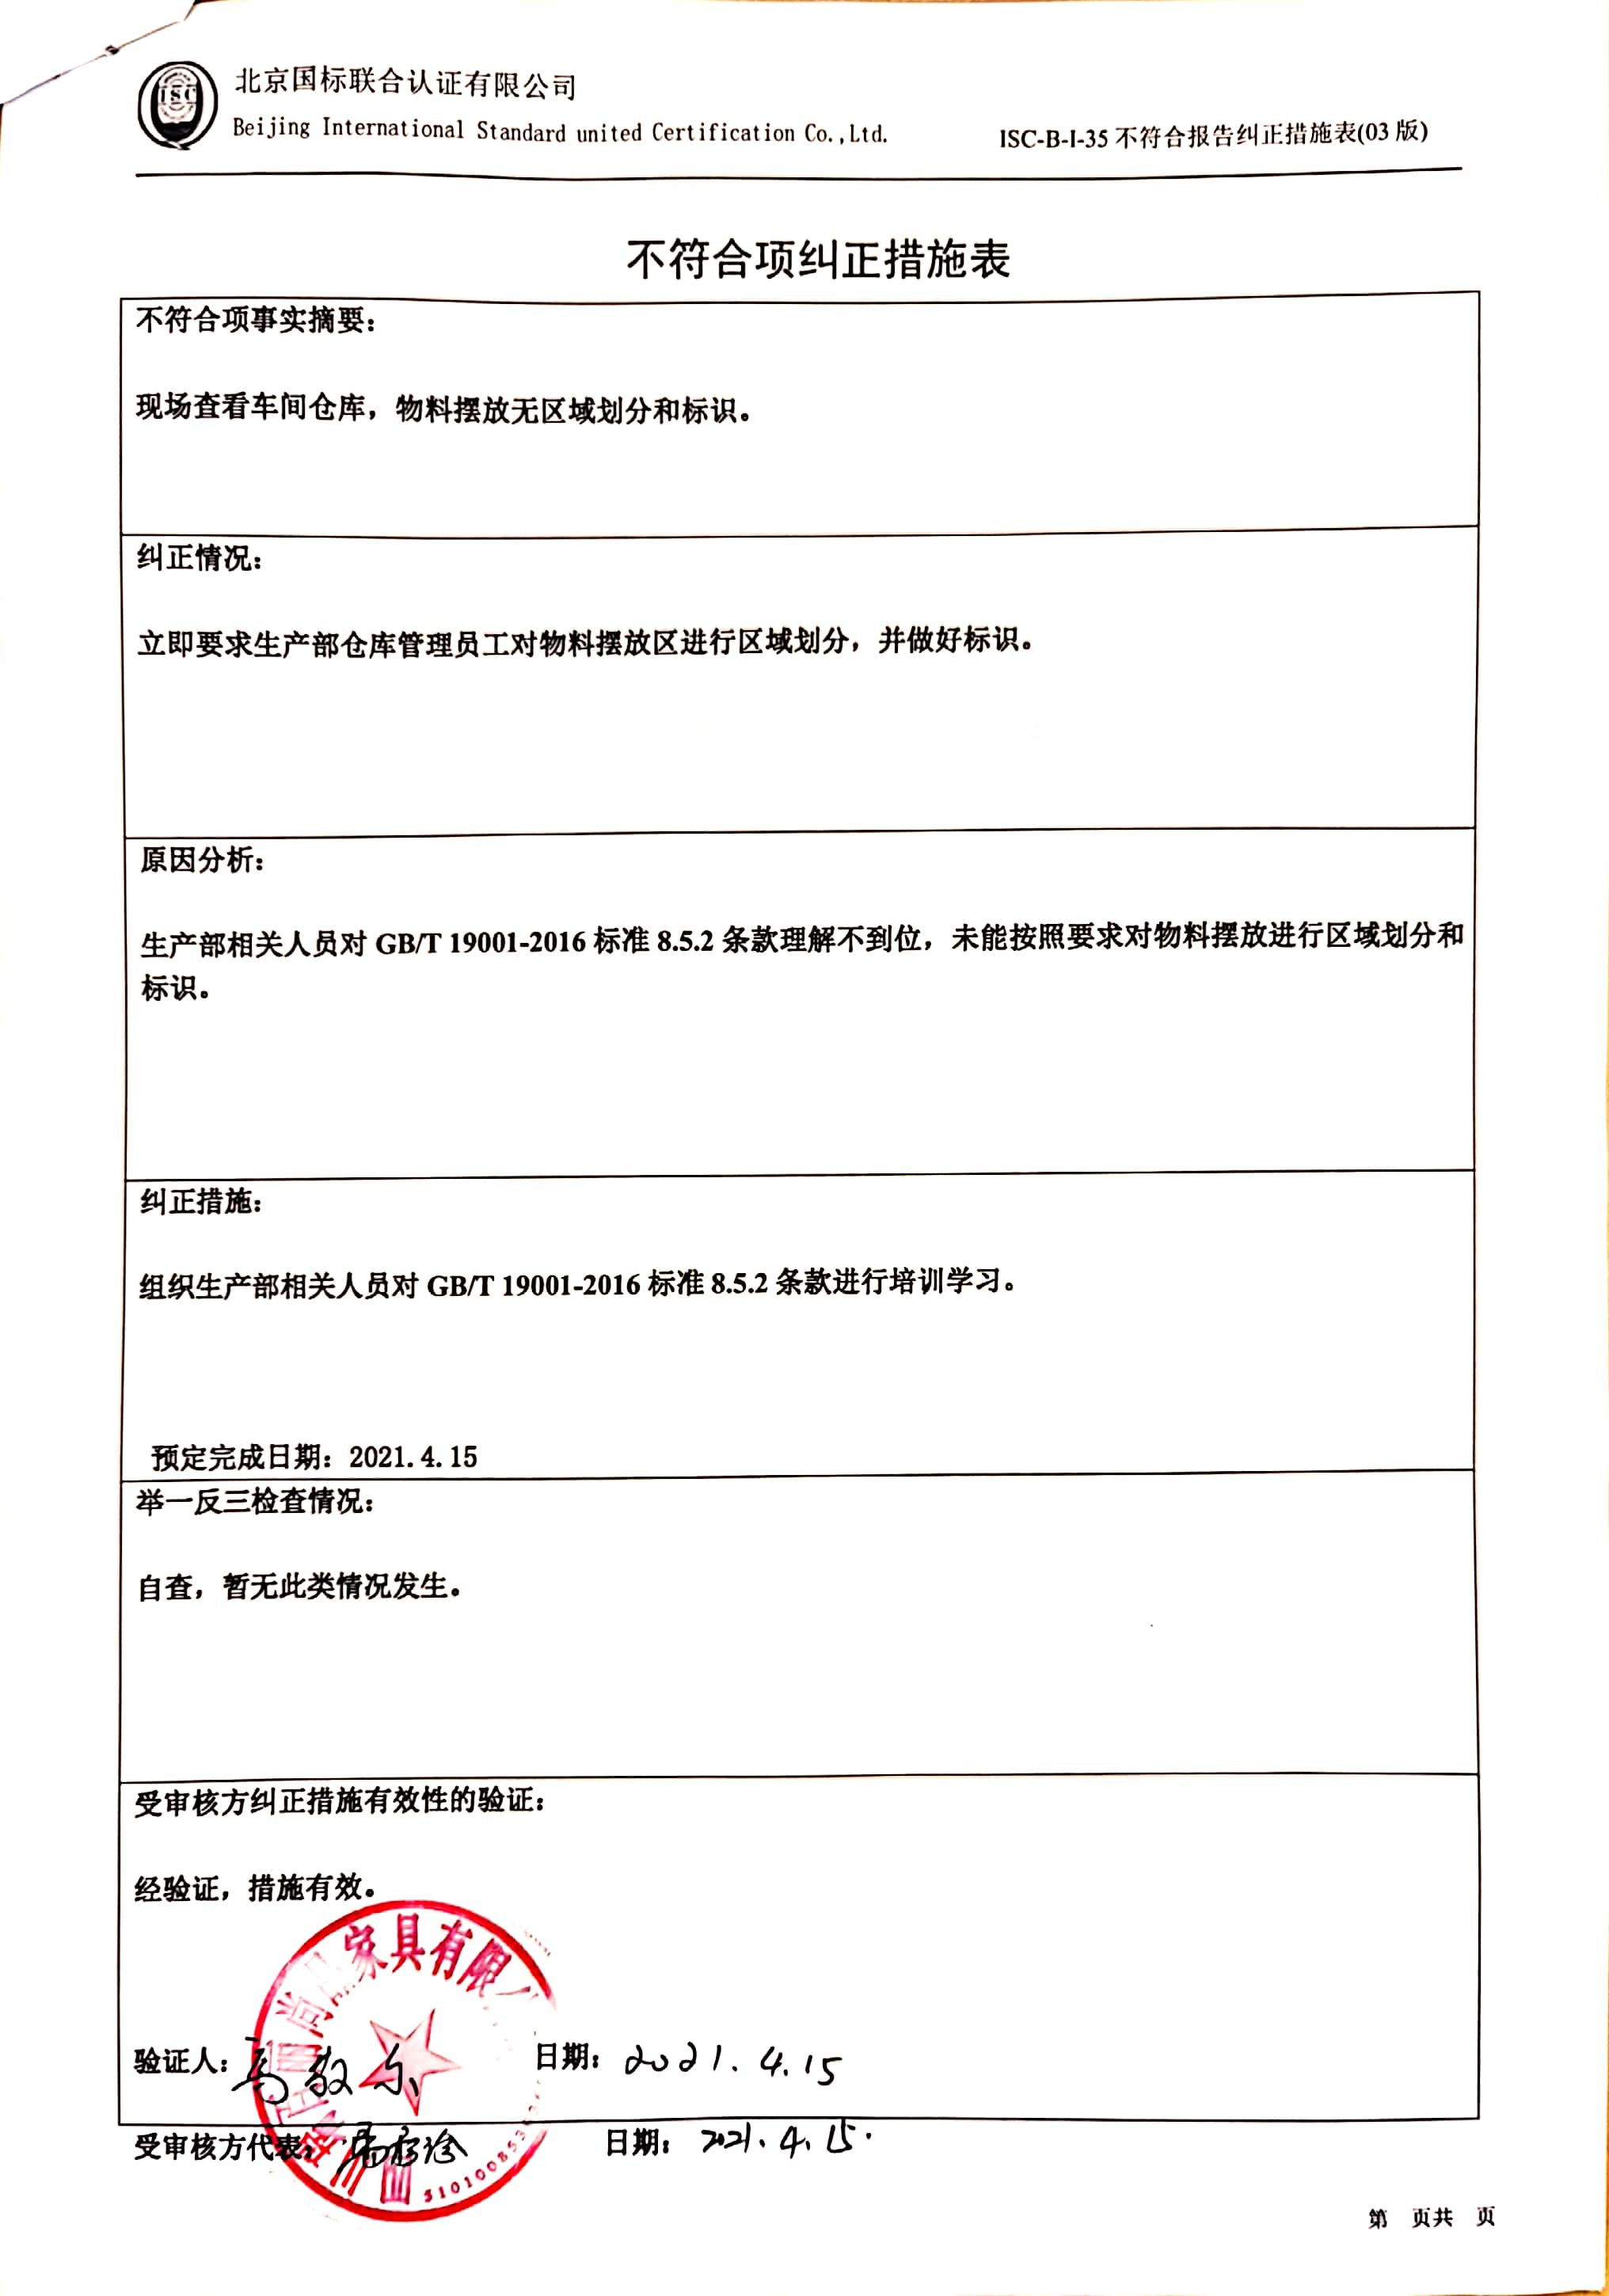 ISC
北京国标联合认证有限公司
Beijing International Standard united Certification Co.,Ltd.
ISC-B-I-35 不符合报告纠正措施表(03 版)
不符合项纠正措施表
不符合项事实摘要:
现场查看车间仓库，物料摆放无区域划分和标识。
纠正情况:
立即要求生产部仓库管理员工对物料摆放区进行区域划分，并做好标识。
原因分析:
生产部相关人员对 GB/T 19001-2016 标准 8.5.2 条款理解不到位，未能按照要求对物料摆放进行区域划分和
标识。
纠正措施:
组织生产部相关人员对 GB/T 19001-2016 标准 8.5.2 条款进行培训学习。
预定完成日期: 2021.4.15
举一反三检查情况:
自查，暂无此类情况发生。
受审核方纠正措施有效性的验证:
经验证，措施有效。
家具有限
验证人:
日期: 2021.4.15
受审核方代表:
日期: 2021.4.15.
第 页共 页